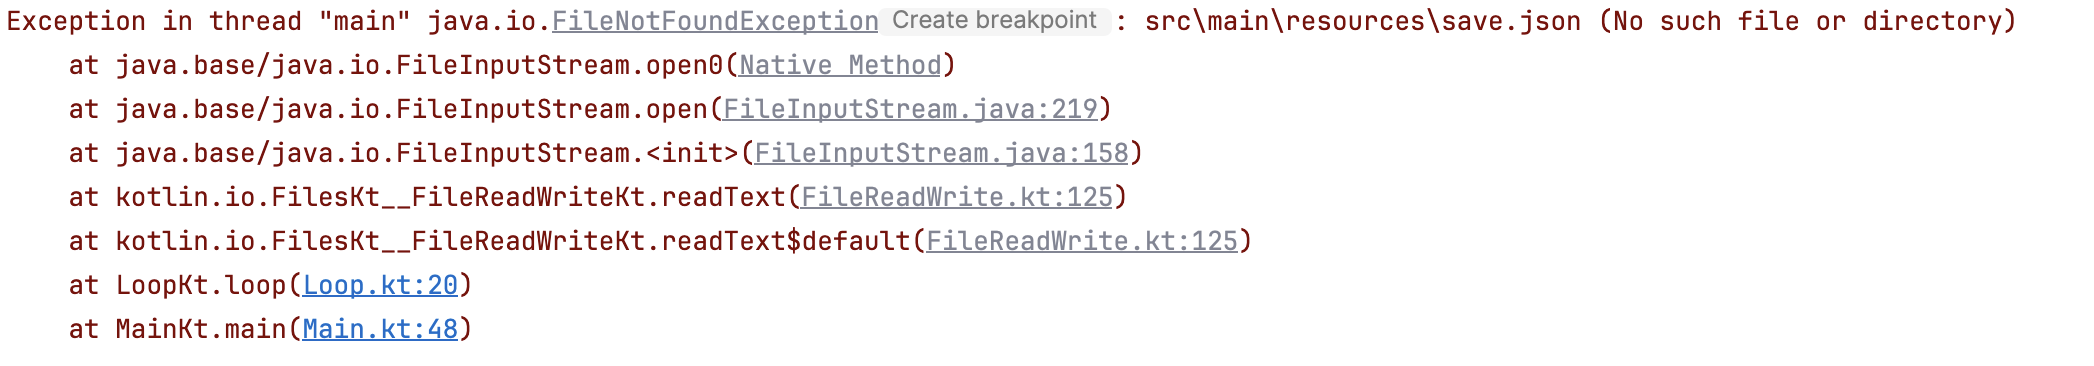 Exception in thread "main" java.io.FileNotFoundException Create breakpoint : src\main\resources\save.json (No such file or directory)
    at java.base/java.io.FileInputStream.open0(Native Method)
    at java.base/java.io.FileInputStream.open(FileInputStream.java:219)
    at java.base/java.io.FileInputStream.<init>(FileInputStream.java:158)
    at kotlin.io.FilesKt__FileReadWriteKt.readText(FileReadWrite.kt:125)
    at kotlin.io.FilesKt__FileReadWriteKt.readText$default(FileReadWrite.kt:125)
    at LoopKt.loop(Loop.kt:20)
    at MainKt.main(Main.kt:48)